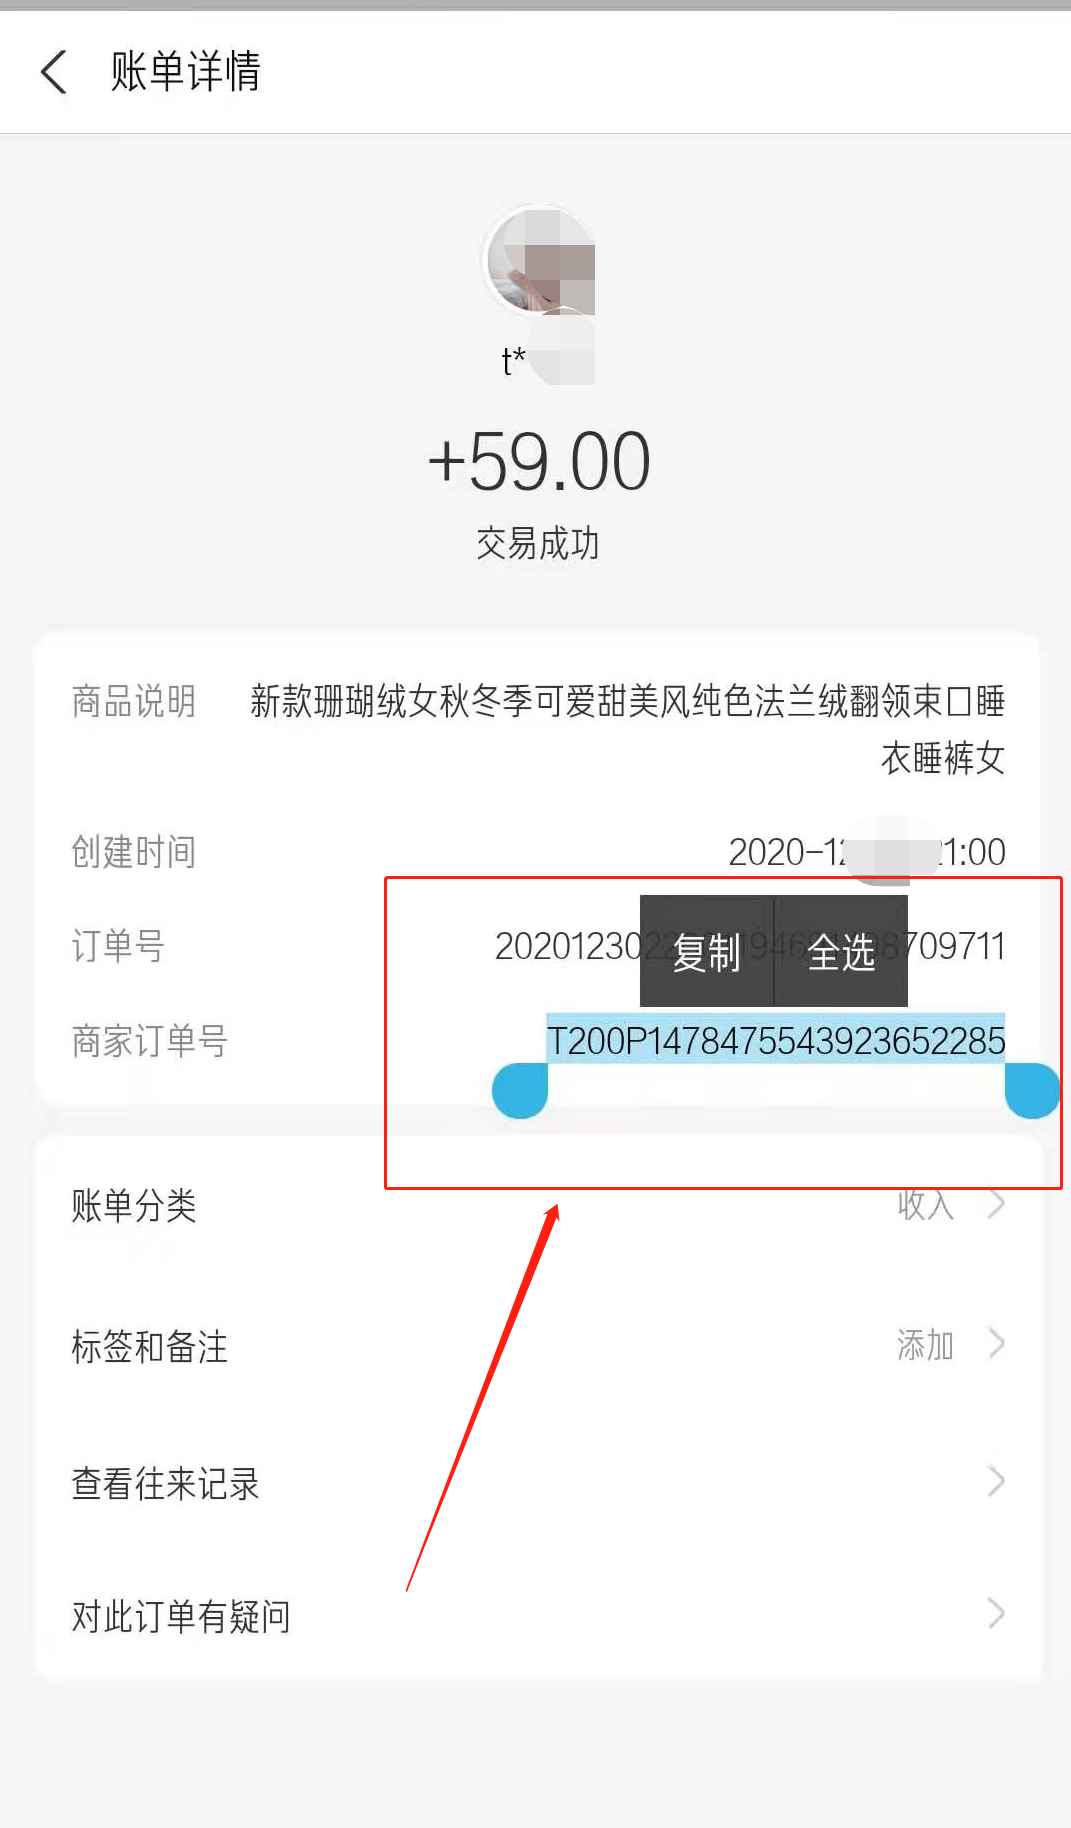 账单详情
t*
+59.00
交易成功
商品说明 新款珊瑚绒女秋冬季可爱甜美风纯色法兰绒翻领束口睡
衣睡裤女
创建时间 2020-12 1:00
复制 全选
订单号 202012302 709711
商家订单号 T200P1478475543923652285
账单分类 收入
标签和备注 添加
查看往来记录
对此订单有疑问